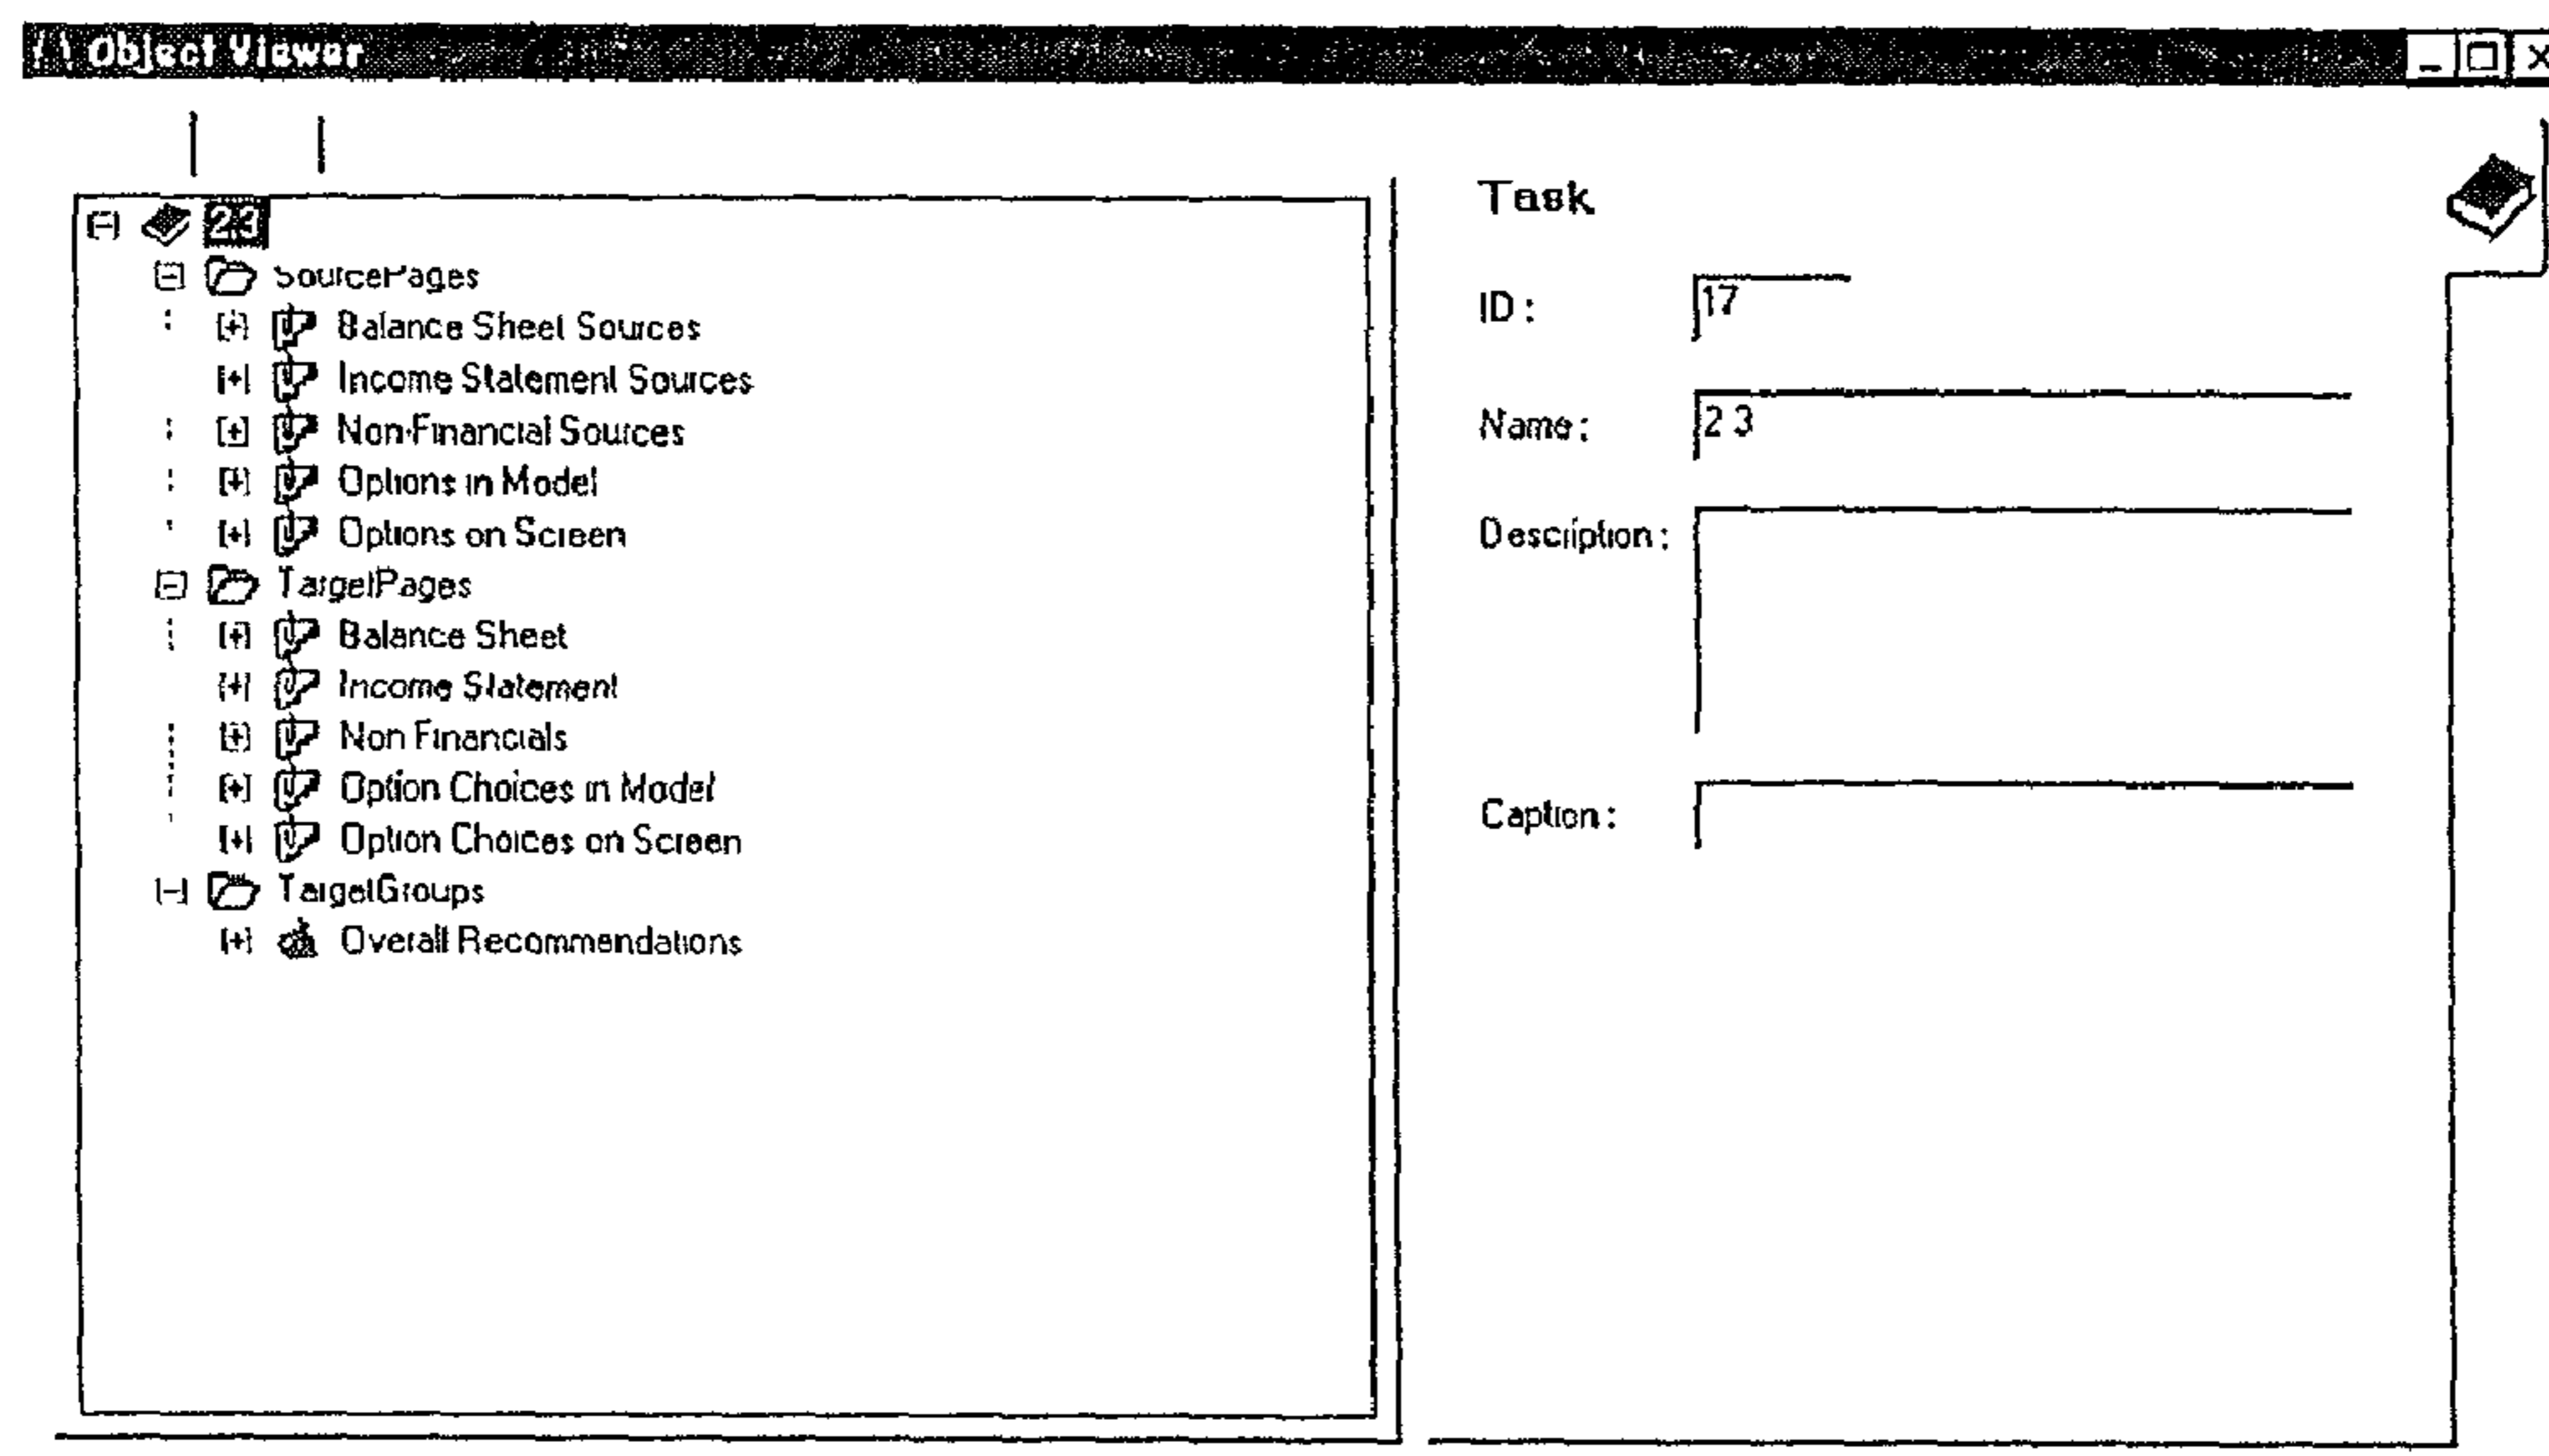 Object Viewer
23
SourcePages
Balance Sheet Sources
Income Statement Sources
Non-Financial Sources
Options in Model
Options on Screen
TargetPages
Balance Sheet
Income Statement
Non Financials
Option Choices in Model
Option Choices on Screen
TargetGroups
Overall Recommendations
Task
ID: 17
Name: 2 3
Description:
Caption: